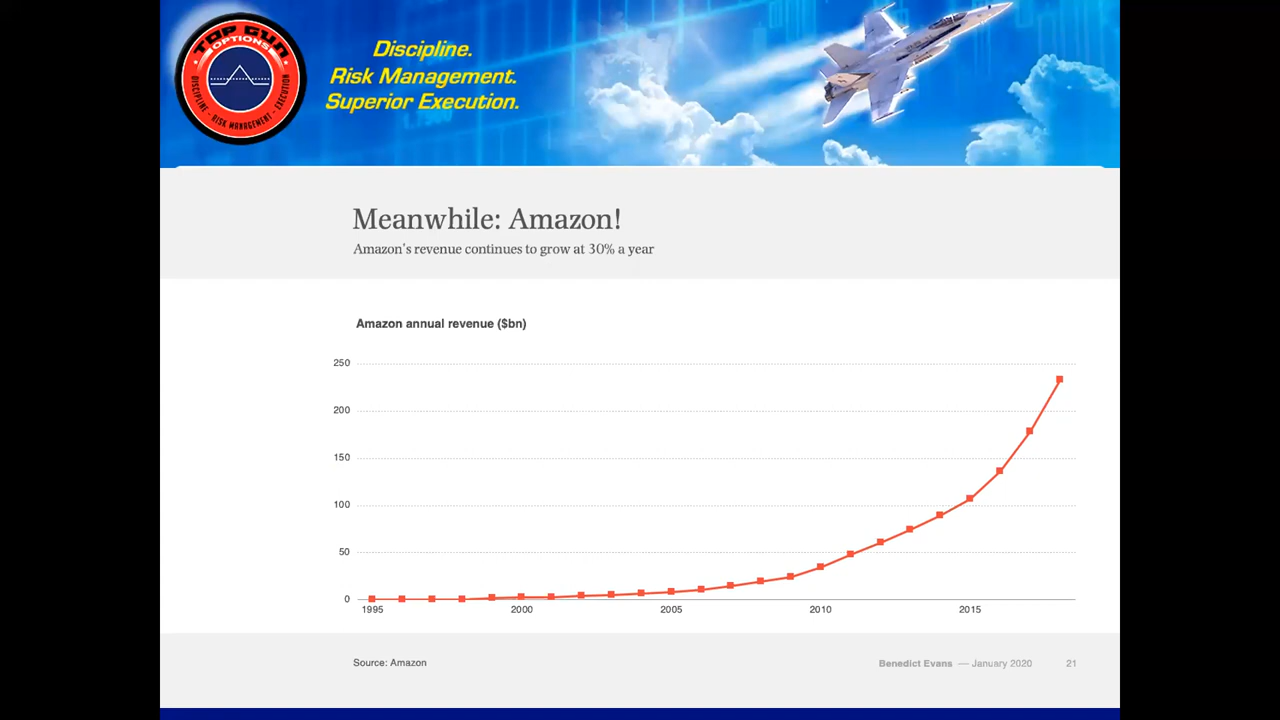 TOP GUN
OPTIONS
DISCIPLINE - RISK MANAGEMENT - EXECUTION
Discipline.
Risk Management.
Superior Execution.
Meanwhile: Amazon!
Amazon's revenue continues to grow at 30% a year
Amazon annual revenue ($bn)
250
200
150
100
50
0
1995 2000 2005 2010 2015
Source: Amazon
Benedict Evans — January 2020 21